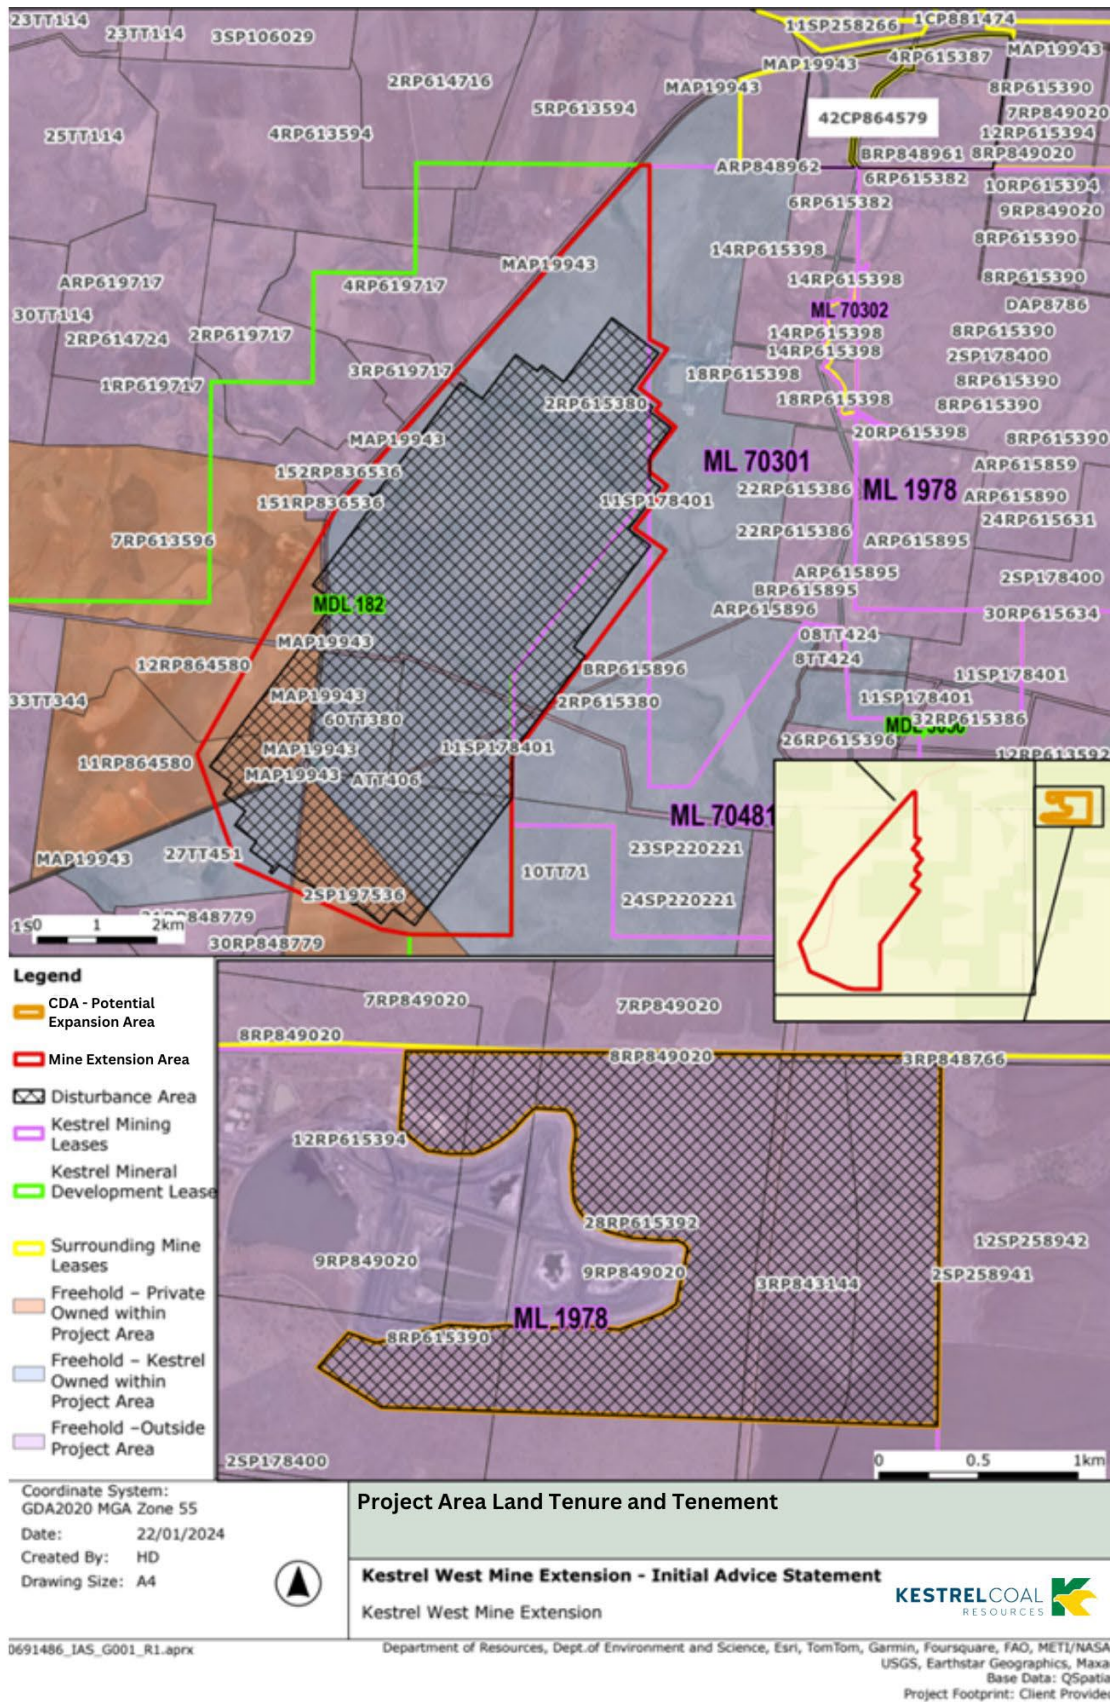 23TT114
23TT114
3SP106029
11SP258266
1CP881474
MAP19943
4RP615387
MAP19943
2RP614716
MAP19943
8RP615390
5RP613594
42CP864579
7RP849020
25TT114
4RP613594
12RP615394
BRP848961
8RP849020
ARP848962
6RP615382
10RP615394
6RP615382
9RP849020
8RP615390
14RP615398
MAP19943
ARP619717
4RP619717
14RP615398
8RP615390
DAP8786
30TT114
ML 70302
2RP614724
2RP619717
14RP615398
8RP615390
14RP615398
2SP178400
3RP619717
18RP615398
1RP619717
8RP615390
2RP615380
18RP615398
8RP615390
MAP19943
20RP615398
8RP615390
ML 70301
ARP615859
152RP836536
151RP836536
11SP178401
22RP615386
ML 1978
ARP615890
24RP615631
7RP613596
22RP615386
ARP615895
ARP615895
2SP178400
BRP615895
MDL 182
ARP615896
30RP615634
08TT424
MAP19943
8TT424
12RP864580
BRP615896
11SP178401
33TT344
MAP19943
2RP615380
11SP178401
60TT380
32RP615386
MAP19943
11SP178401
26RP615396
12RP613592
11RP864580
MAP19943
ATT406
ML 70481
MAP19943
27TT451
23SP220221
10TT71
2SP197536
24SP220221
30RP848779
0 1 2km
Legend
CDA - Potential
Expansion Area
Mine Extension Area
Disturbance Area
Kestrel Mining
Leases
Kestrel Mineral
Development Lease
Surrounding Mine
Leases
Freehold – Private
Owned within
Project Area
Freehold – Kestrel
Owned within
Project Area
Freehold –Outside
Project Area
7RP849020
7RP849020
8RP849020
8RP849020
3RP848766
12RP615394
28RP615392
12SP258942
9RP849020
9RP849020
3RP843144
2SP258941
ML 1978
8RP615390
2SP178400
0 0.5 1km
Coordinate System:
GDA2020 MGA Zone 55
Date: 22/01/2024
Created By: HD
Drawing Size: A4
Project Area Land Tenure and Tenement
Kestrel West Mine Extension - Initial Advice Statement
Kestrel West Mine Extension
KESTRELCOAL
RESOURCES
0691486_IAS_G001_R1.aprx
Department of Resources, Dept.of Environment and Science, Esri, TomTom, Garmin, Foursquare, FAO, METI/NASA
USGS, Earthstar Geographics, Maxa
Base Data: QSpatia
Project Footprint: Client Provide